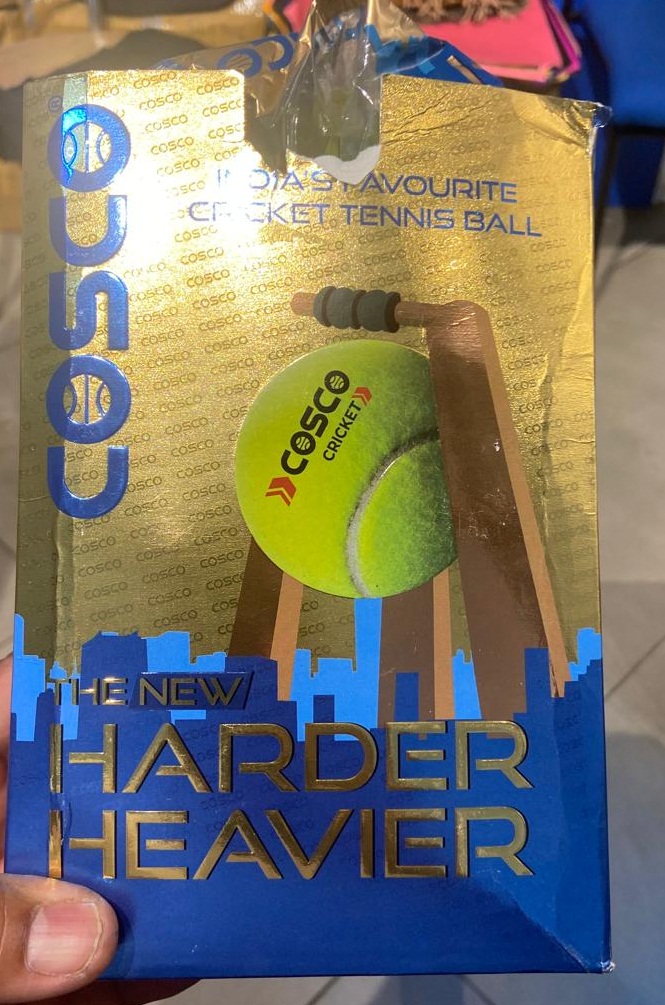 COSCO
®
INDIA'S FAVOURITE
CRICKET TENNIS BALL
COSCO
CRICKET
THE NEW
HARDER
HEAVIER